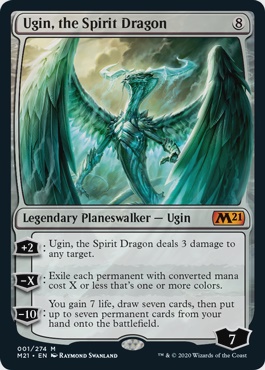 Ugin, the Spirit Dragon 8
Legendary Planeswalker — Ugin M21
+2: Ugin, the Spirit Dragon deals 3 damage to
any target.
−X: Exile each permanent with converted mana
cost X or less that's one or more colors.
−10: You gain 7 life, draw seven cards, then put
up to seven permanent cards from your
hand onto the battlefield.
7
001/274 M
M21 • EN RAYMOND SWANLAND ™ & © 2020 Wizards of the Coast